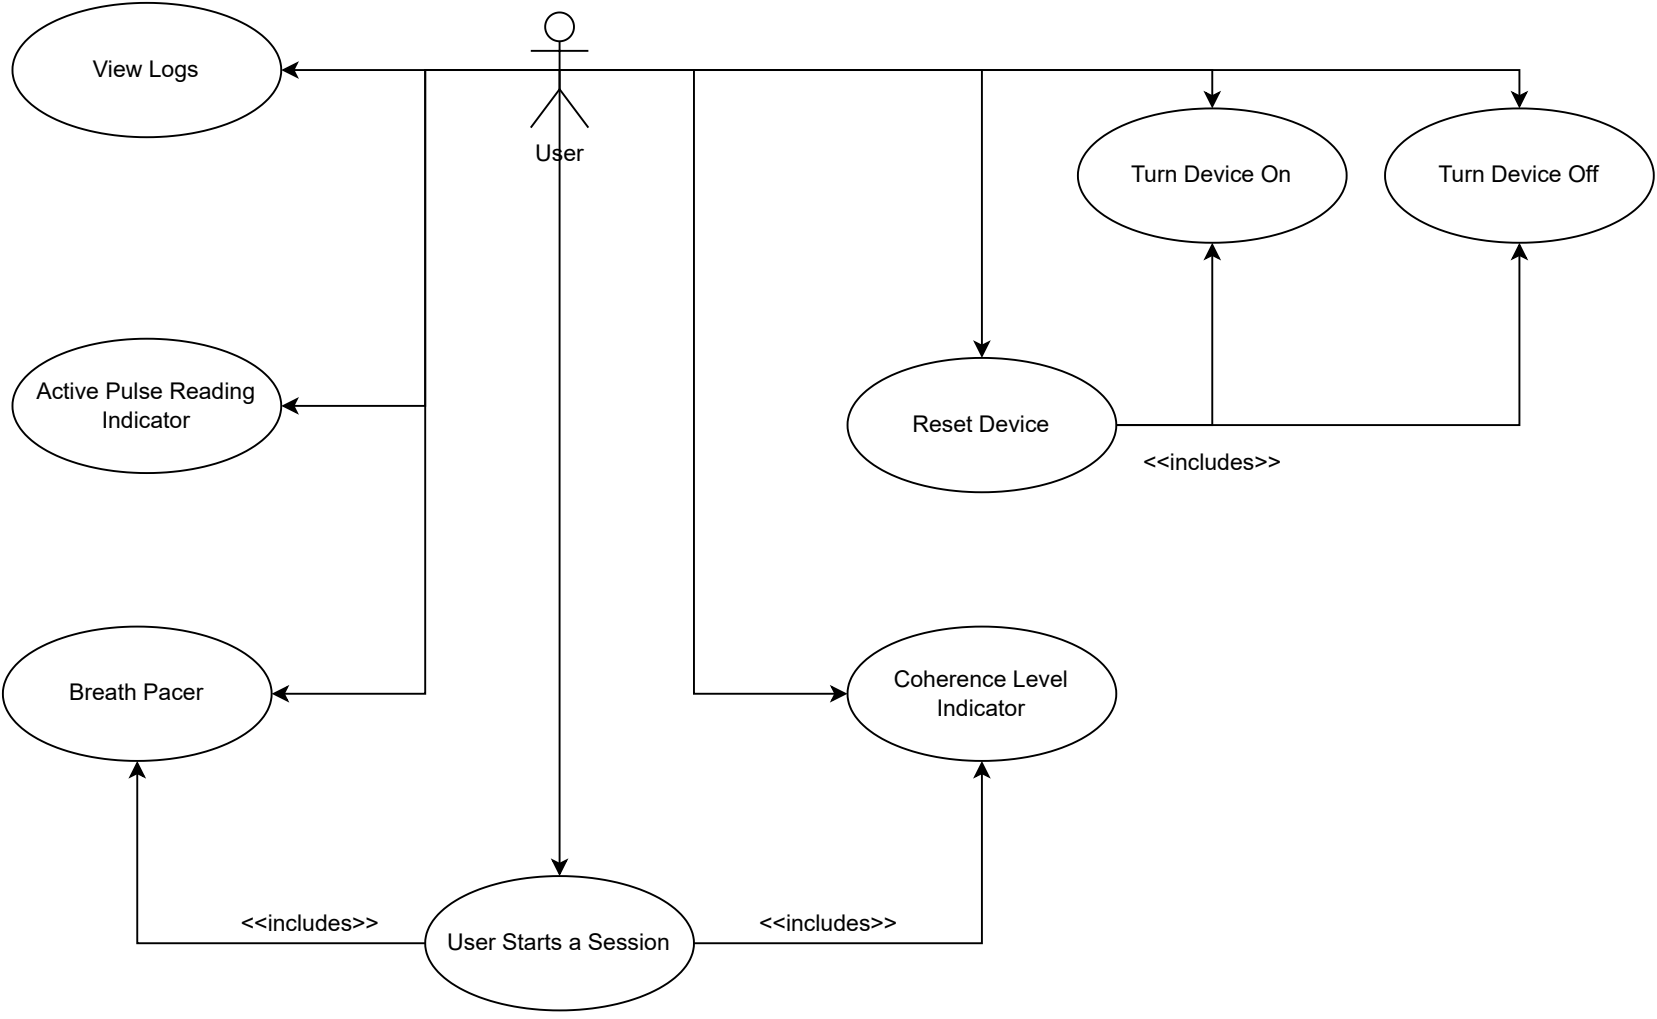 View Logs
User
Turn Device On
Turn Device Off
Active Pulse Reading
Indicator
Reset Device
<<includes>>
Breath Pacer
Coherence Level
Indicator
<<includes>>
<<includes>>
User Starts a Session